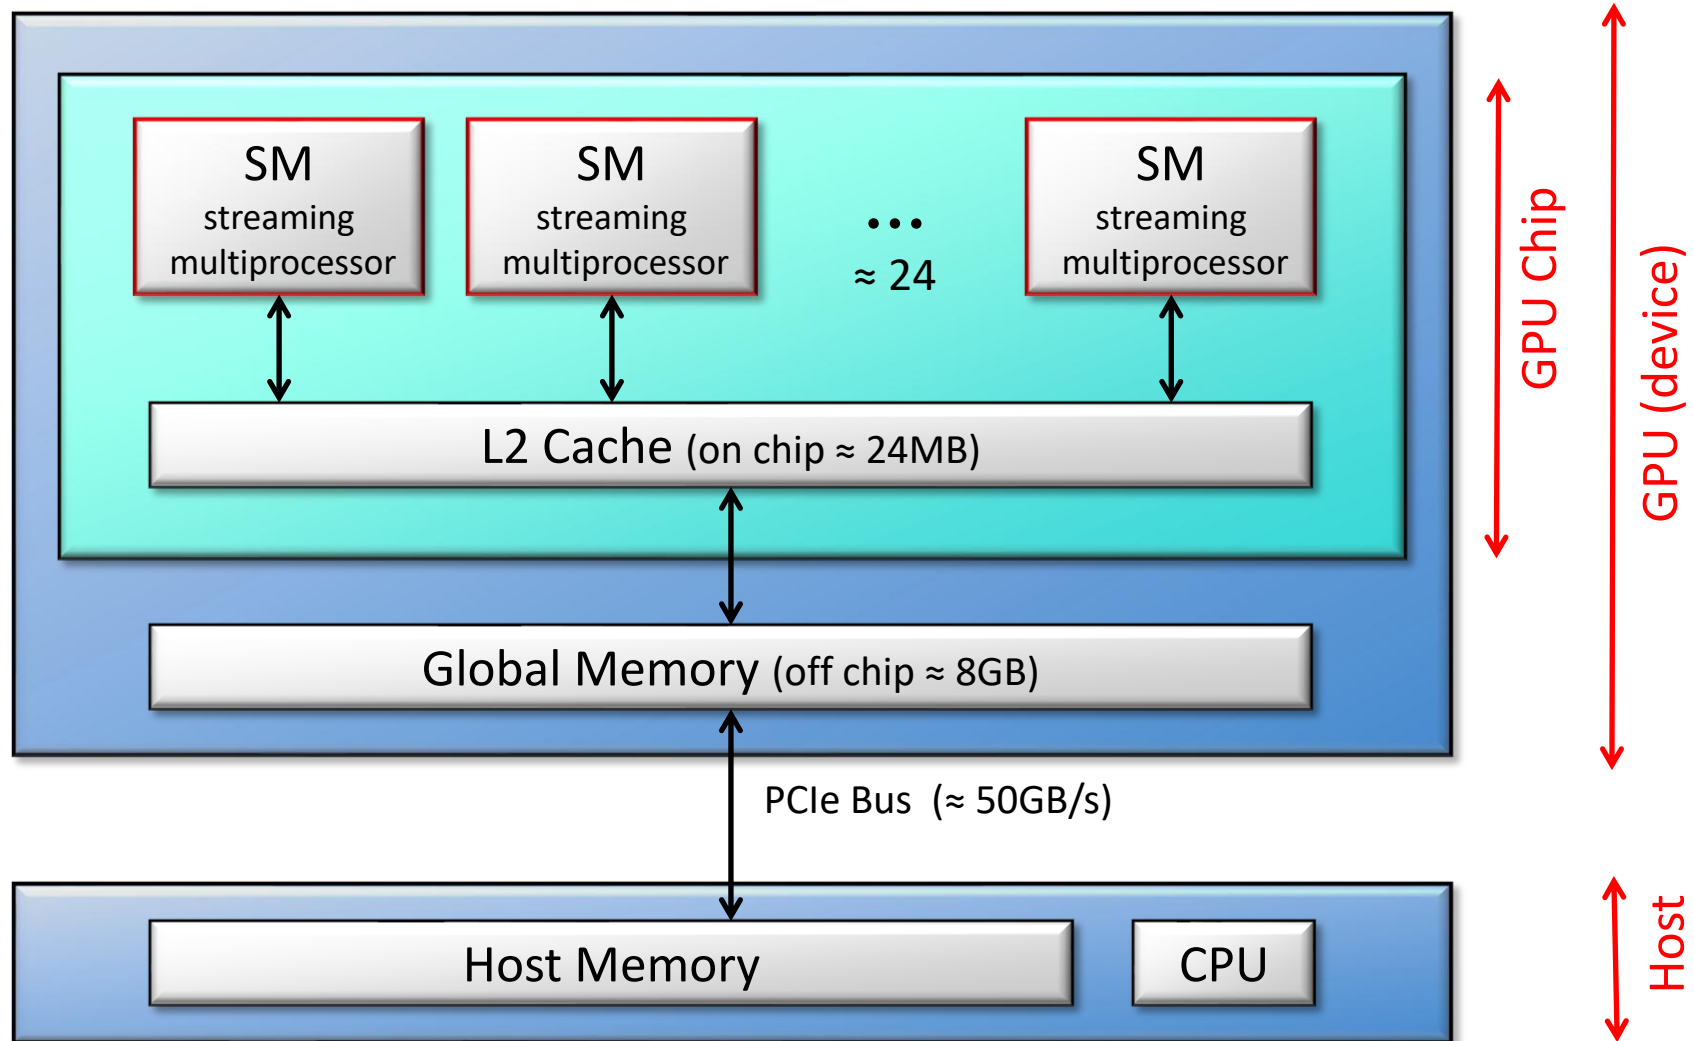 SM
streaming
multiprocessor
SM
streaming
multiprocessor
...
≈ 24
SM
streaming
multiprocessor
L2 Cache (on chip ≈ 24MB)
Global Memory (off chip ≈ 8GB)
PCIe Bus (≈ 50GB/s)
Host Memory
CPU
GPU Chip
GPU (device)
Host